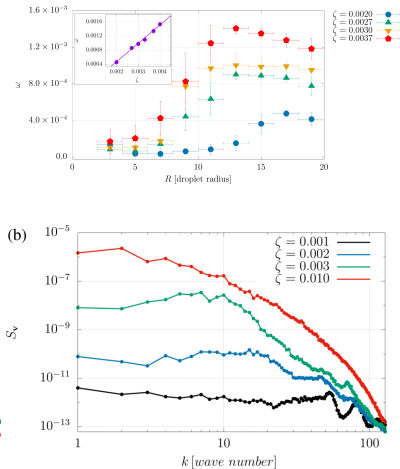 1.6 × 10⁻³
1.2 × 10⁻³
8.0 × 10⁻⁴
4.0 × 10⁻⁴
0.0
ω
0 5 10 15 20
R [droplet radius]
0.0016
0.0012
0.0008
0.0004
ω
0.002 0.003 0.004
ζ
ζ = 0.0020
ζ = 0.0027
ζ = 0.0030
ζ = 0.0037
(b)
10⁻⁵
10⁻⁷
10⁻⁹
10⁻¹¹
10⁻¹³
Sᵥ
ζ = 0.001
ζ = 0.002
ζ = 0.003
ζ = 0.010
1 10 100
k [wave number]